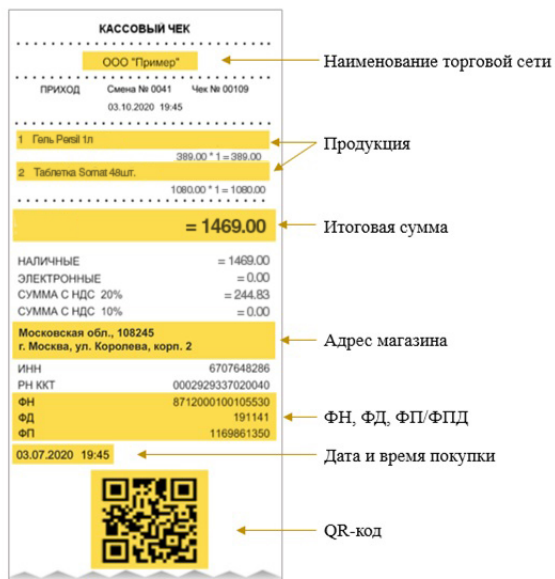 КАССОВЫЙ ЧЕК
ООО "Пример"
Наименование торговой сети
ПРИХОД Смена № 0041 Чек № 00109
03.10.2020 19:45
1 Гель Persil 1л
Продукция
389.00 * 1 = 389.00
2 Таблетка Somat 48шт.
1080.00 * 1 = 1080.00
= 1469.00
Итоговая сумма
НАЛИЧНЫЕ = 1469.00
ЭЛЕКТРОННЫЕ = 0.00
СУММА С НДС 20% = 244.83
СУММА С НДС 10% = 0.00
Московская обл., 108245
г. Москва, ул. Королева, корп. 2
Адрес магазина
ИНН 6707648286
РН ККТ 0002929337020040
ФН 8712000100105530
ФД 191141
ФН, ФД, ФП/ФПД
ФП 1169861350
03.07.2020 19:45
Дата и время покупки
QR-код